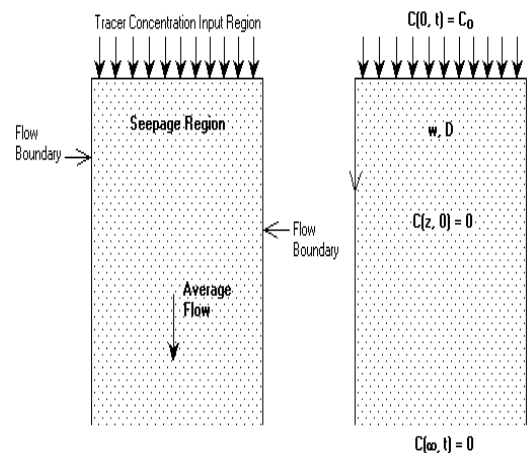 Tracer Concentration Input Region
Seepage Region
Flow
Boundary
Flow
Boundary
Average
Flow
C(0, t) = C₀
w, D
C(z, 0) = 0
C(∞, t) = 0